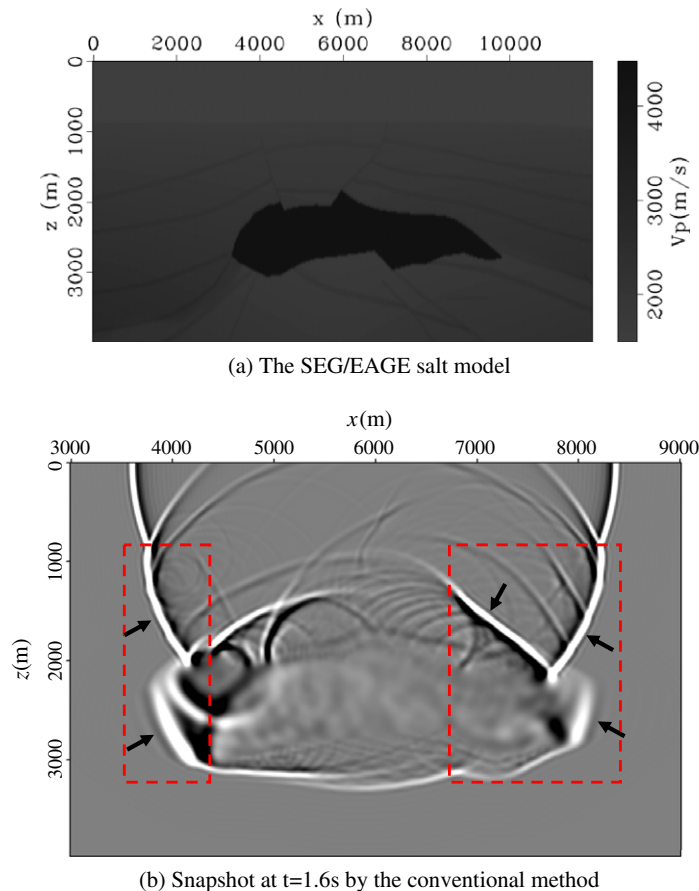 x (m)
0 2000 4000 6000 8000 10000
0
1000
2000
3000
z (m)
4000
3000
2000
Vp(m/s)
(a) The SEG/EAGE salt model
x(m)
3000 4000 5000 6000 7000 8000 9000
0
1000
2000
3000
z(m)
(b) Snapshot at t=1.6s by the conventional method